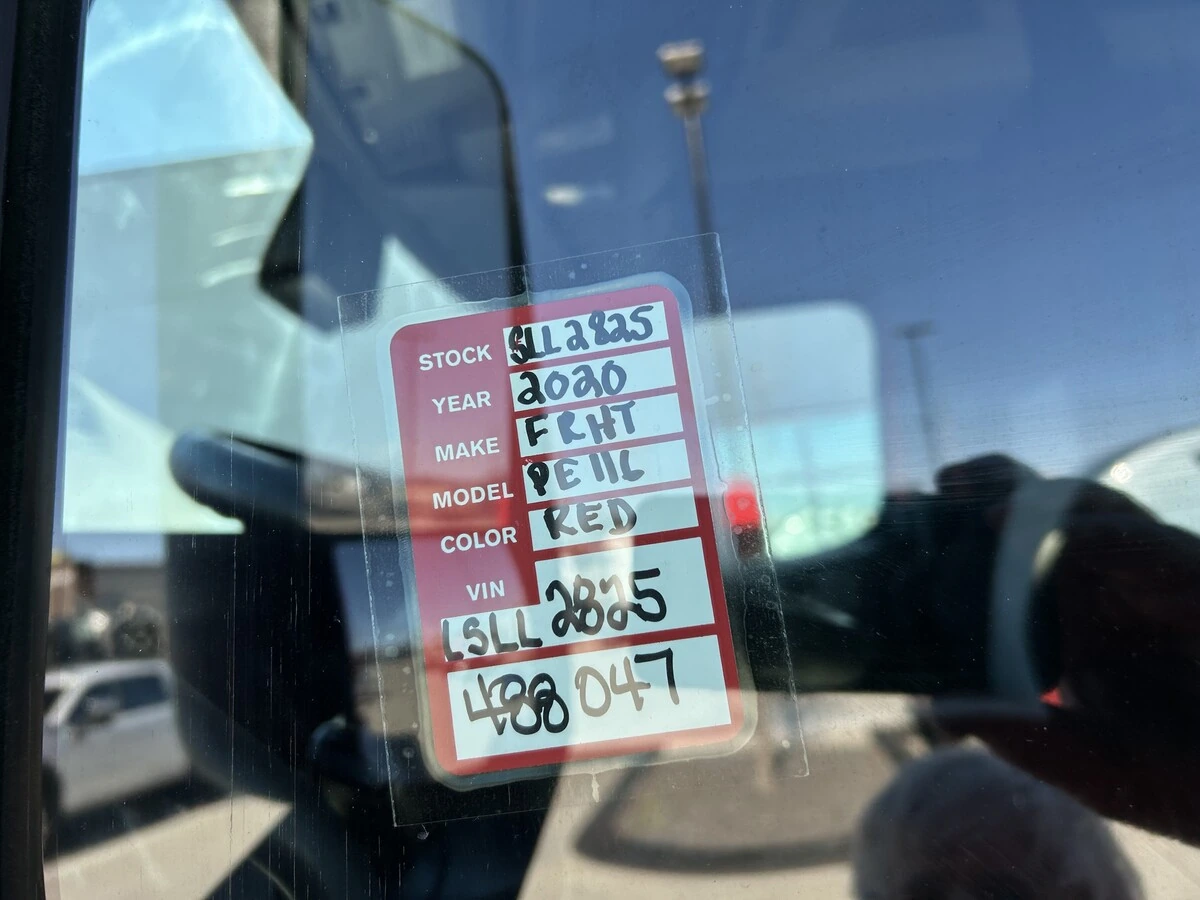 STOCK SLL2825
YEAR 2020
MAKE FRHT
MODEL PE116
COLOR RED
VIN
LSLL2825
488047